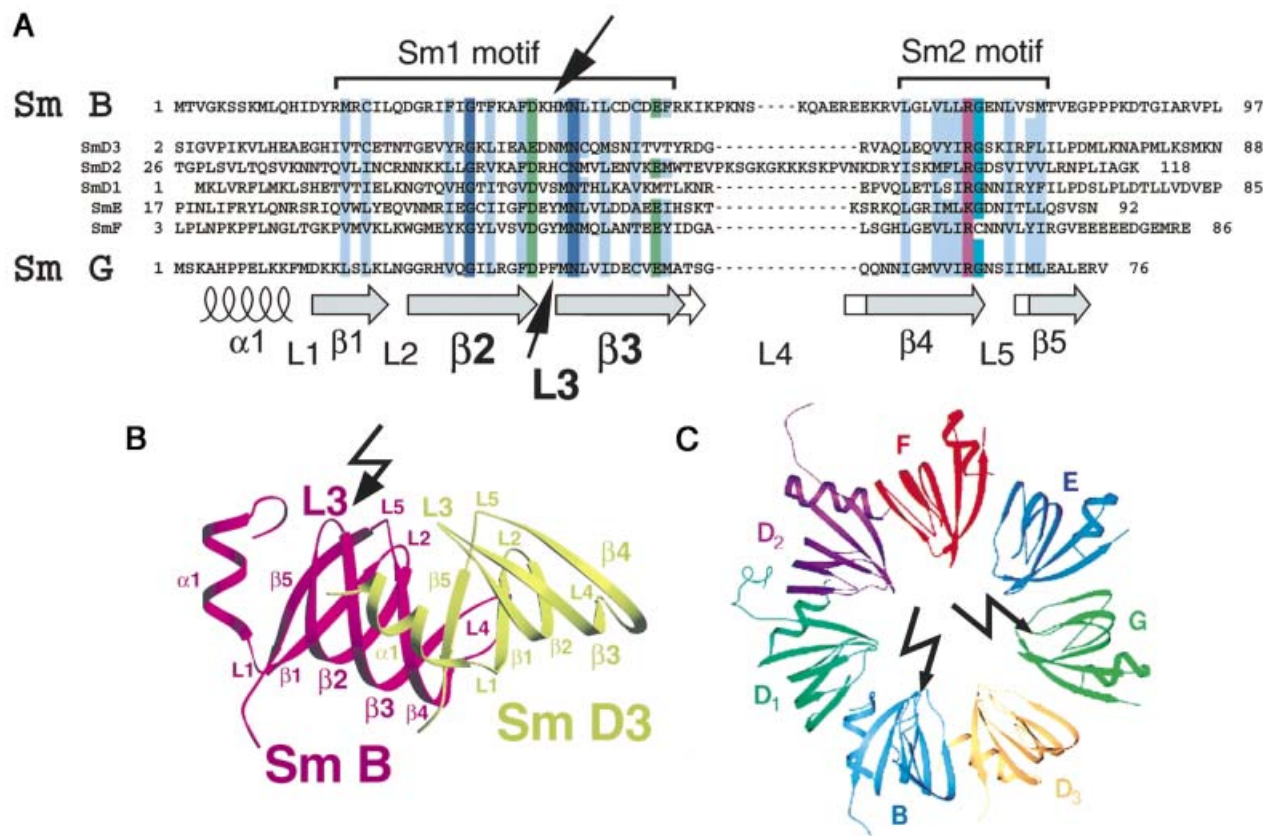 A
Sm1 motif
Sm2 motif
Sm B 1 MTVGKSSKMLQHIDYRMRCILQDGRIFIGTFKAFDKHMNLILCDCDEFRKIKPKNS-----KQAEREEKRVLGLVLLRGENLVSMTVEGPPPKDTGIARVPL 97
SmD3 2 SIGVPIKVLHEAEGHIVTCETNTGEVYRGKLIEAEDNMNCQMSNITVTYRDG------------------RVAQLEQVYIRGSKIRFLILPDMLKNAPMLKSMKN 88
SmD2 26 TGPLSVLTQSVKNNTQVLINCRNNKKLLGRVKAFDRHCNMVLENVKEMWTEVPKSGKGKKKSKPVNKDRYISKMFLRGDSVIVVLRNPLIAGK 118
SmD1 1 MKLVRFLMKLSHETVTIELKNGTQVHGTITGVDVSMNTHLKAVKMTLKNR------------------EPVQLETLSIRGNNIRYFILPDSLPLDTLLVDVEP 85
SmE 17 PINLIFRYLQNRSRIQVWLYEQVNMRIEGCIIGFDEYMNLVLDDAEEIHSKT--------------KSRKQLGRIMLKGDNITLLQSVSN 92
SmF 3 LPLNPKPFLNGLTGKPVMVKLKWGMEYKGYLVSVDGYMNMQLANTEEYIDGA------------------LSGHLGEVLIRCNNVLYIRGVEEEEEDGEMRE 86
Sm G 1 MSKAHPPELKKFMDKKLSLKLNGGRHVQGILRGFDPFMNLVIDECVEMATSG----------------QQNNIGMVVIRGNSIIMLEALERV 76
α1 L1 β1 L2 β2 L3 β3 L4 β4 L5 β5
B
L3 L5 L3 L5
L2 L2 β4
α1 β5 β5 L4
L4 β2
L1 β1 β2 α1 β1 β3
β3 β4 L1
Sm D3
Sm B
C
F
E
D2
G
D1
B
D3